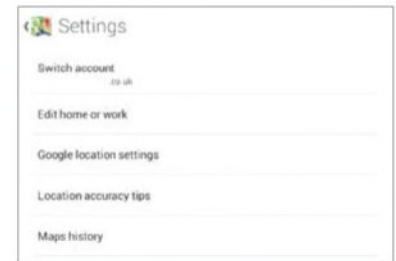 Settings
Switch account
co.uk
Edit home or work
Google location settings
Location accuracy tips
Maps history